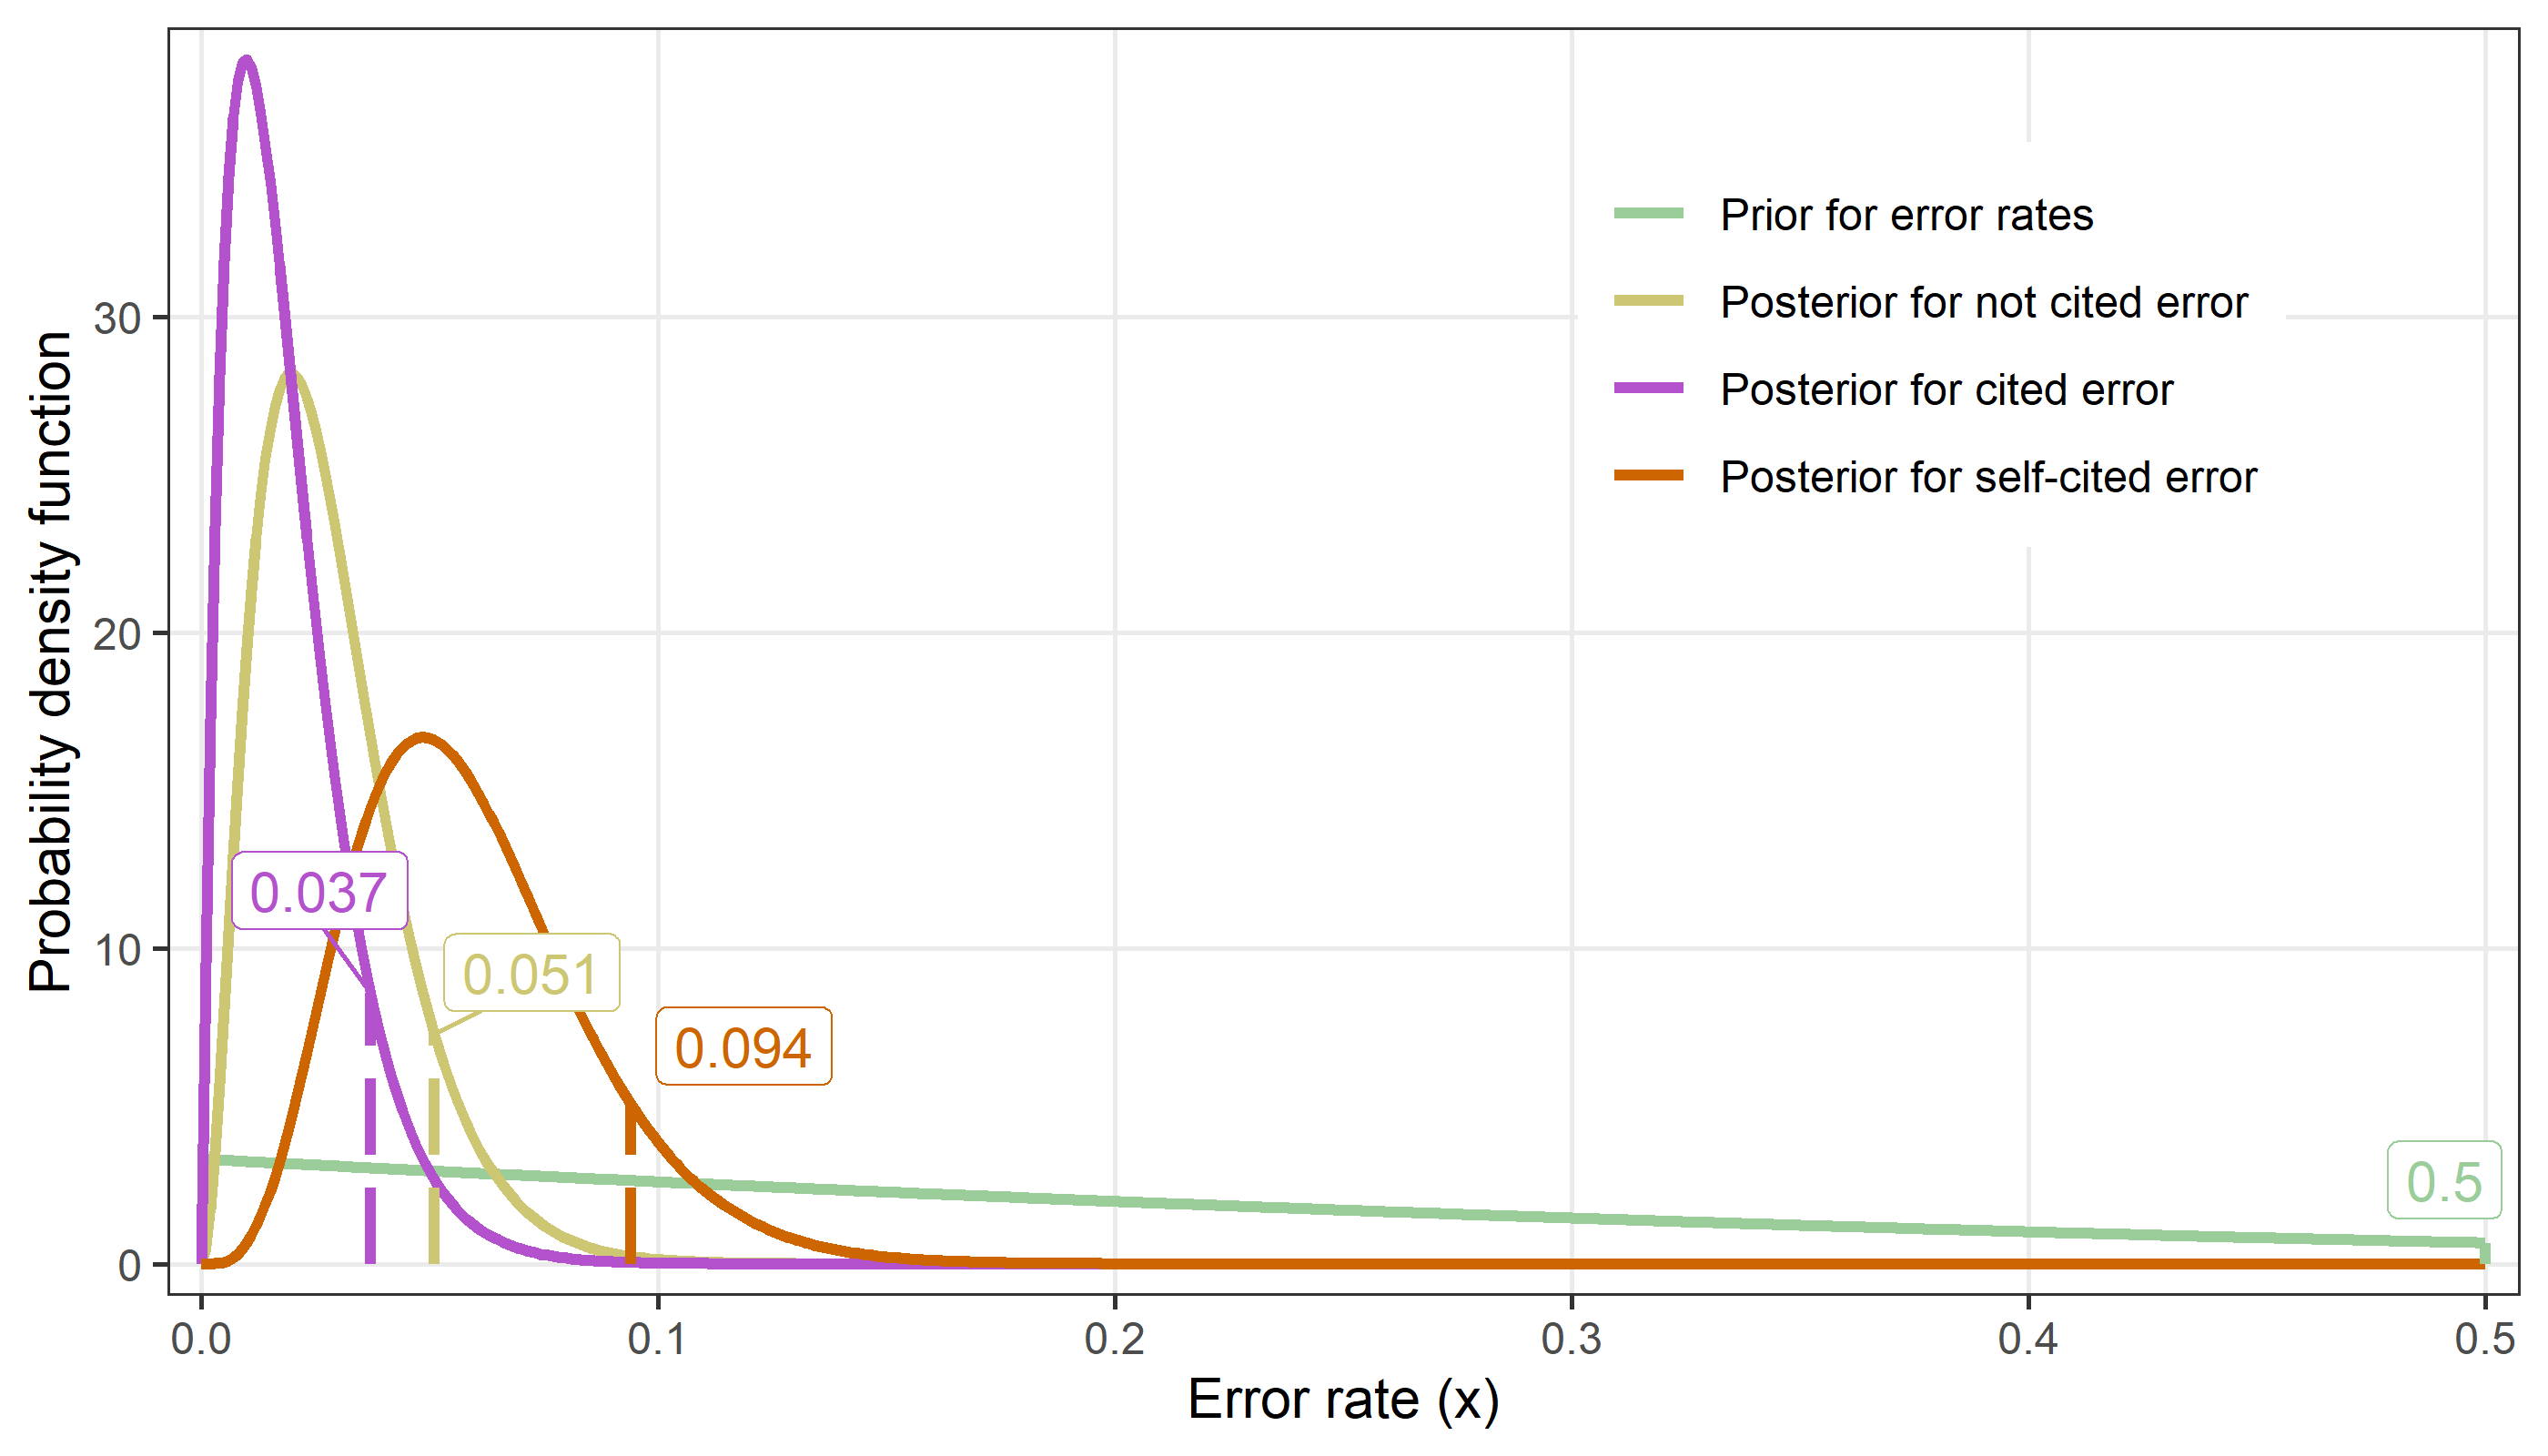 Probability density function
30
20
10
0
Prior for error rates
Posterior for not cited error
Posterior for cited error
Posterior for self-cited error
0.037
0.051
0.094
0.5
0.0
0.1
0.2
0.3
0.4
0.5
Error rate (x)